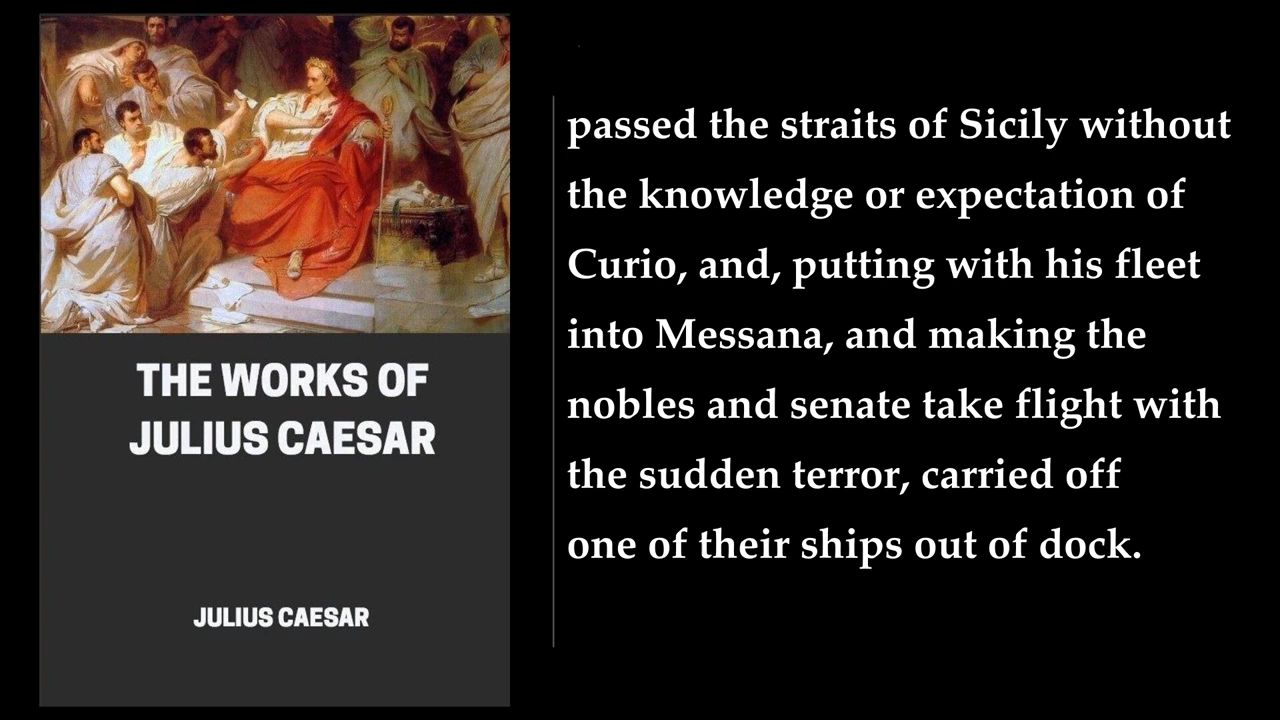 THE WORKS OF
JULIUS CAESAR
JULIUS CAESAR
passed the straits of Sicily without
the knowledge or expectation of
Curio, and, putting with his fleet
into Messana, and making the
nobles and senate take flight with
the sudden terror, carried off
one of their ships out of dock.